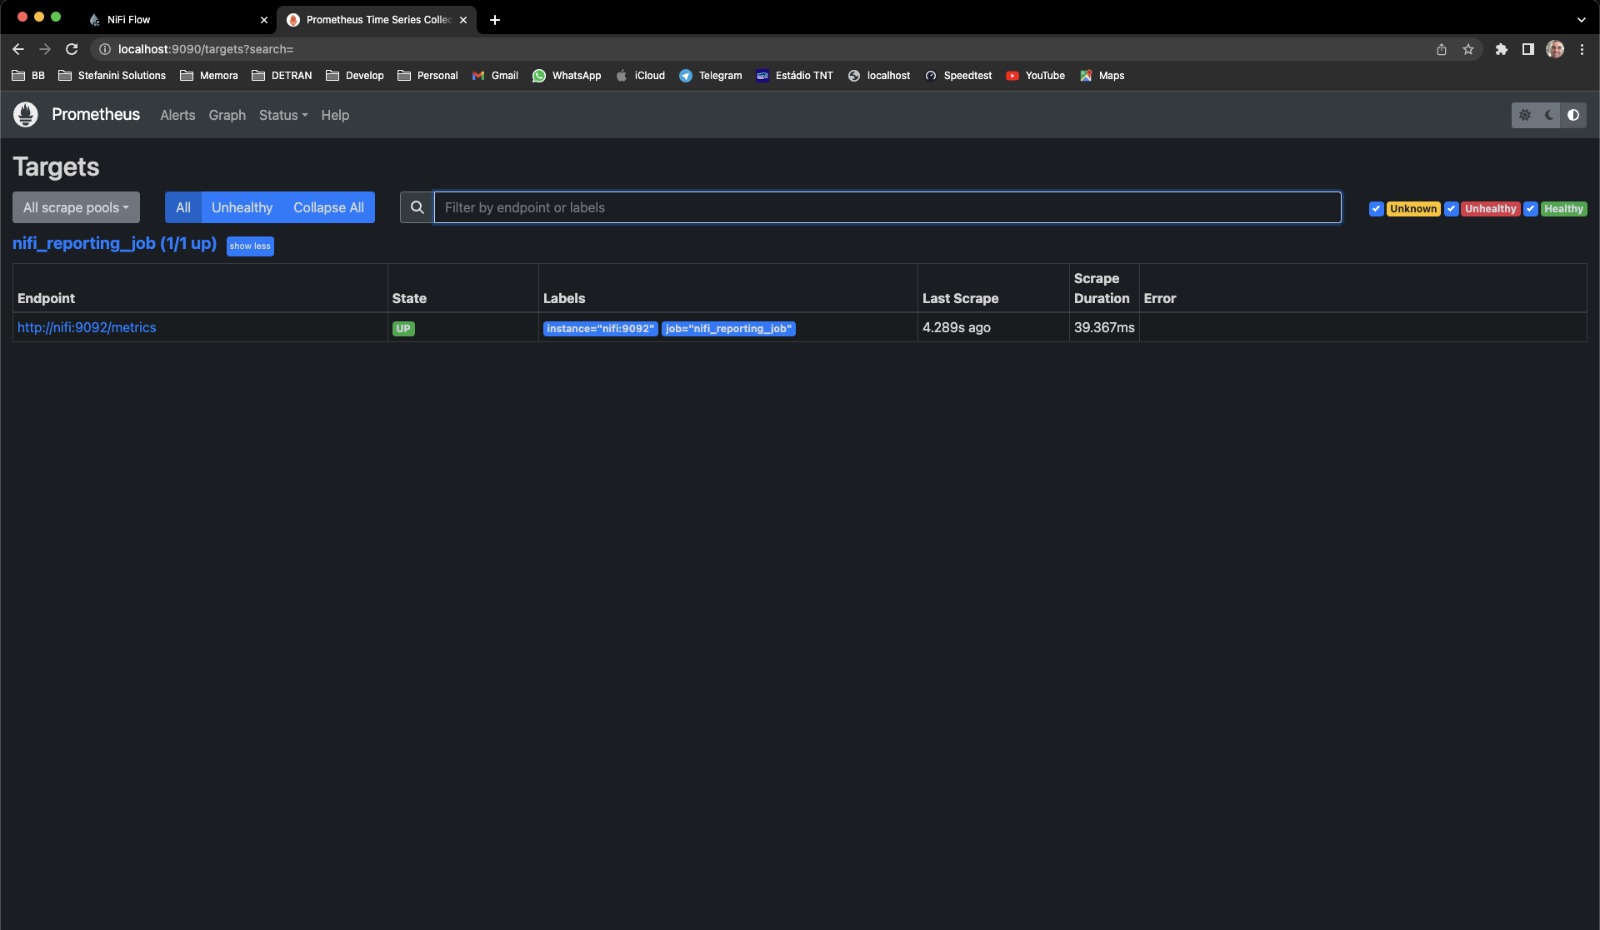 NiFi Flow
Prometheus Time Series Collec
localhost:9090/targets?search=
BB Stefanini Solutions Memora DETRAN Develop Personal Gmail WhatsApp iCloud Telegram Estádio TNT localhost Speedtest YouTube Maps
Prometheus Alerts Graph Status Help
Targets
All scrape pools All Unhealthy Collapse All Filter by endpoint or labels Unknown Unhealthy Healthy
nifi_reporting_job (1/1 up) show less
Endpoint State Labels Last Scrape Scrape Duration Error
http://nifi:9092/metrics UP instance="nifi:9092" job="nifi_reporting_job" 4.289s ago 39.367ms